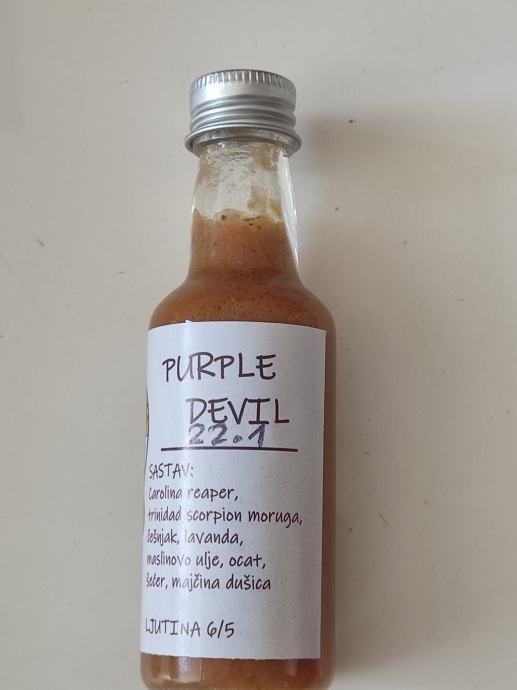 PURPLE
DEVIL
22.1
SASTAV:
Carolina reaper,
trinidad scorpion moruga,
češnjak, lavanda,
maslinovo ulje, ocat,
šećer, majčina dušica
LJUTINA 6/5